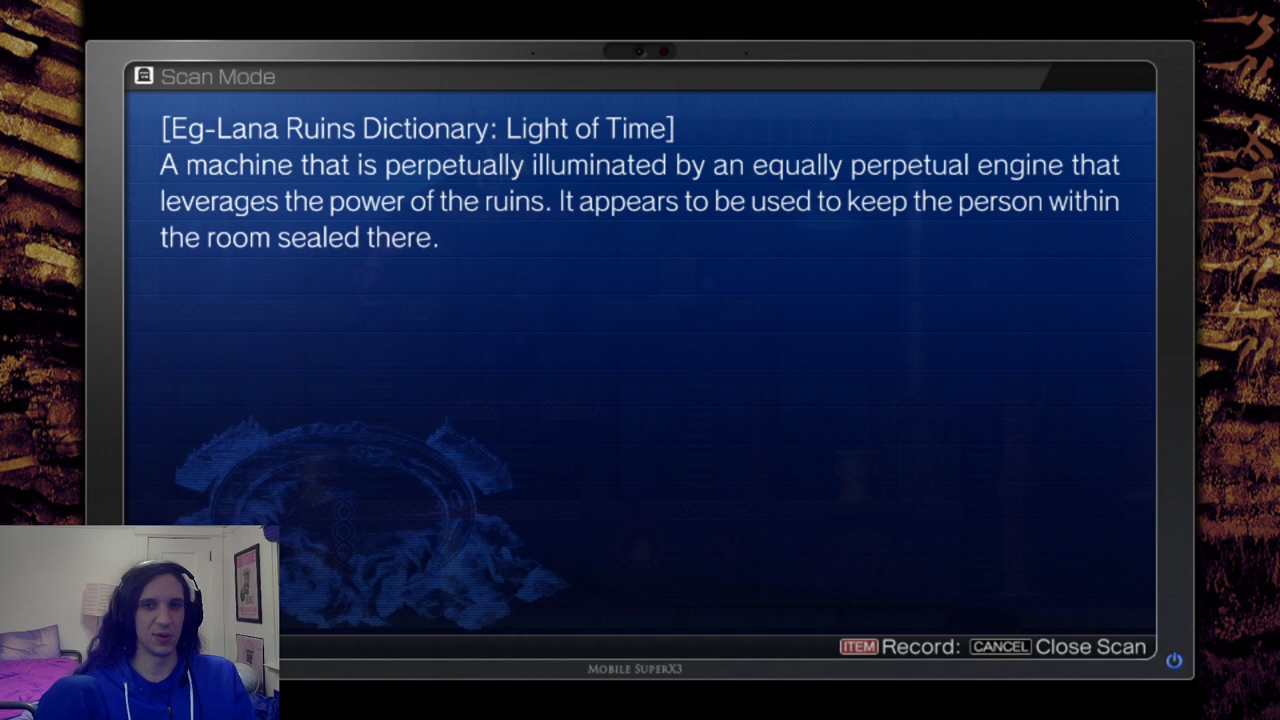 Scan Mode
[Eg-Lana Ruins Dictionary: Light of Time]
A machine that is perpetually illuminated by an equally perpetual engine that
leverages the power of the ruins. It appears to be used to keep the person within
the room sealed there.
ITEM Record: CANCEL Close Scan
MOBILE SUPERX3